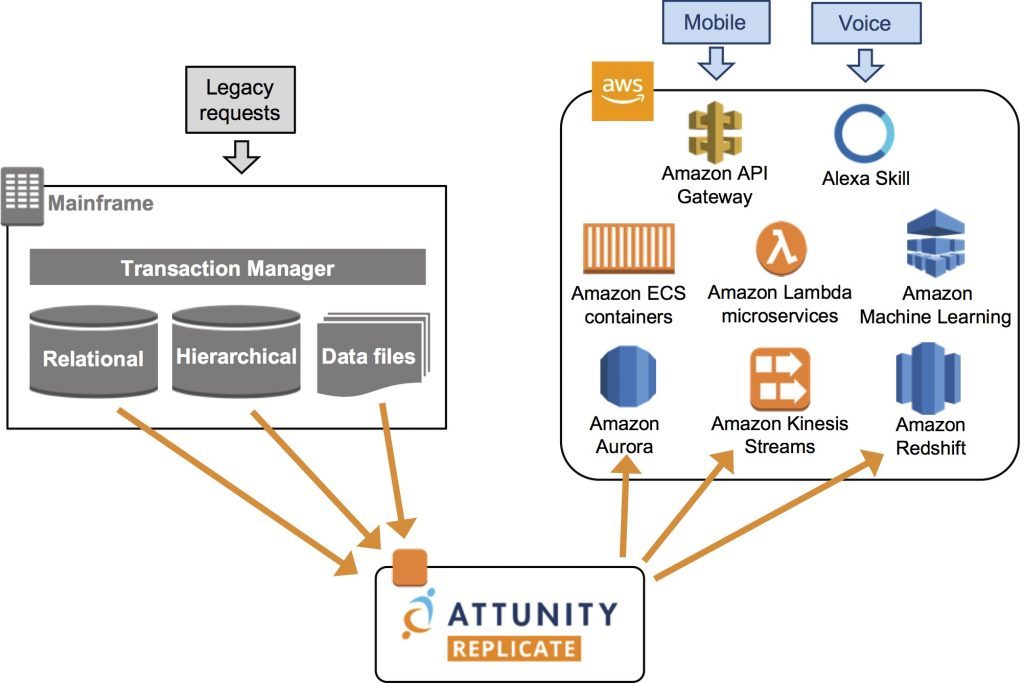 Mobile
Voice
aws
Legacy
requests
Amazon API
Gateway
Alexa Skill
Mainframe
Transaction Manager
Amazon ECS
containers
Amazon Lambda
microservices
Amazon
Machine Learning
Relational
Hierarchical
Data files
Amazon
Aurora
Amazon Kinesis
Streams
Amazon
Redshift
ATTUNITY
REPLICATE